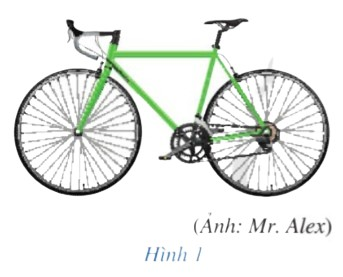 (Ảnh: Mr. Alex)
Hình 1